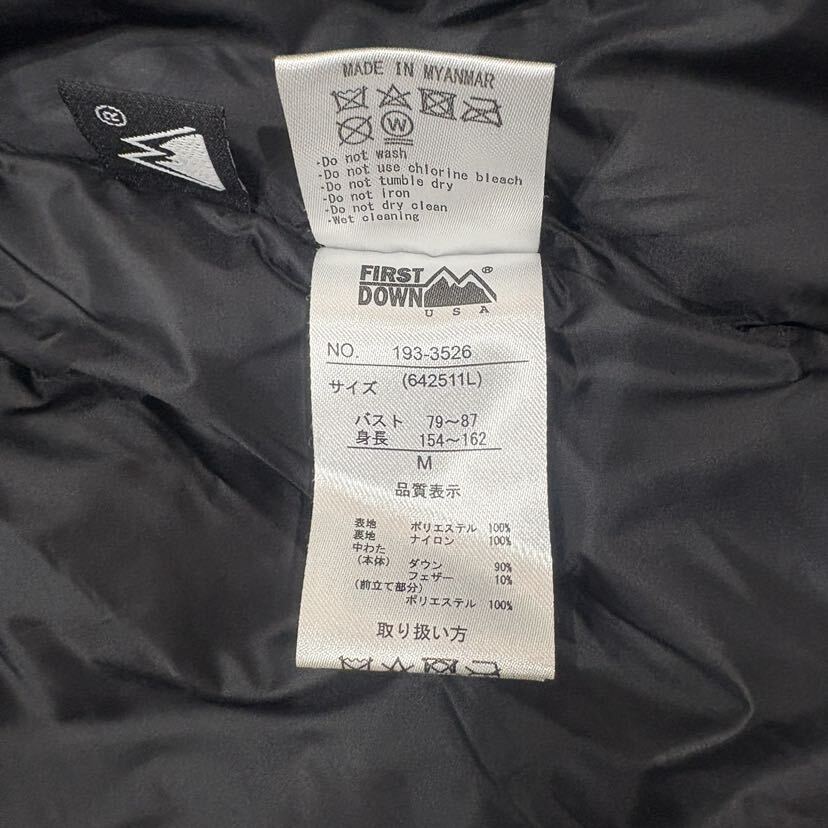 MADE IN MYANMAR
W
·Do not wash
·Do not use chlorine bleach
·Do not tumble dry
·Do not iron
·Do not dry clean
·Wet cleaning
®
FIRST DOWN ®
USA
NO. 193-3526
サイズ (642511L)
バスト 79～87
身長 154～162
M
品質表示
表地 ポリエステル 100%
裏地 ナイロン 100%
中わた
(本体) ダウン 90%
フェザー 10%
(前立て部分)
ポリエステル 100%
取り扱い方